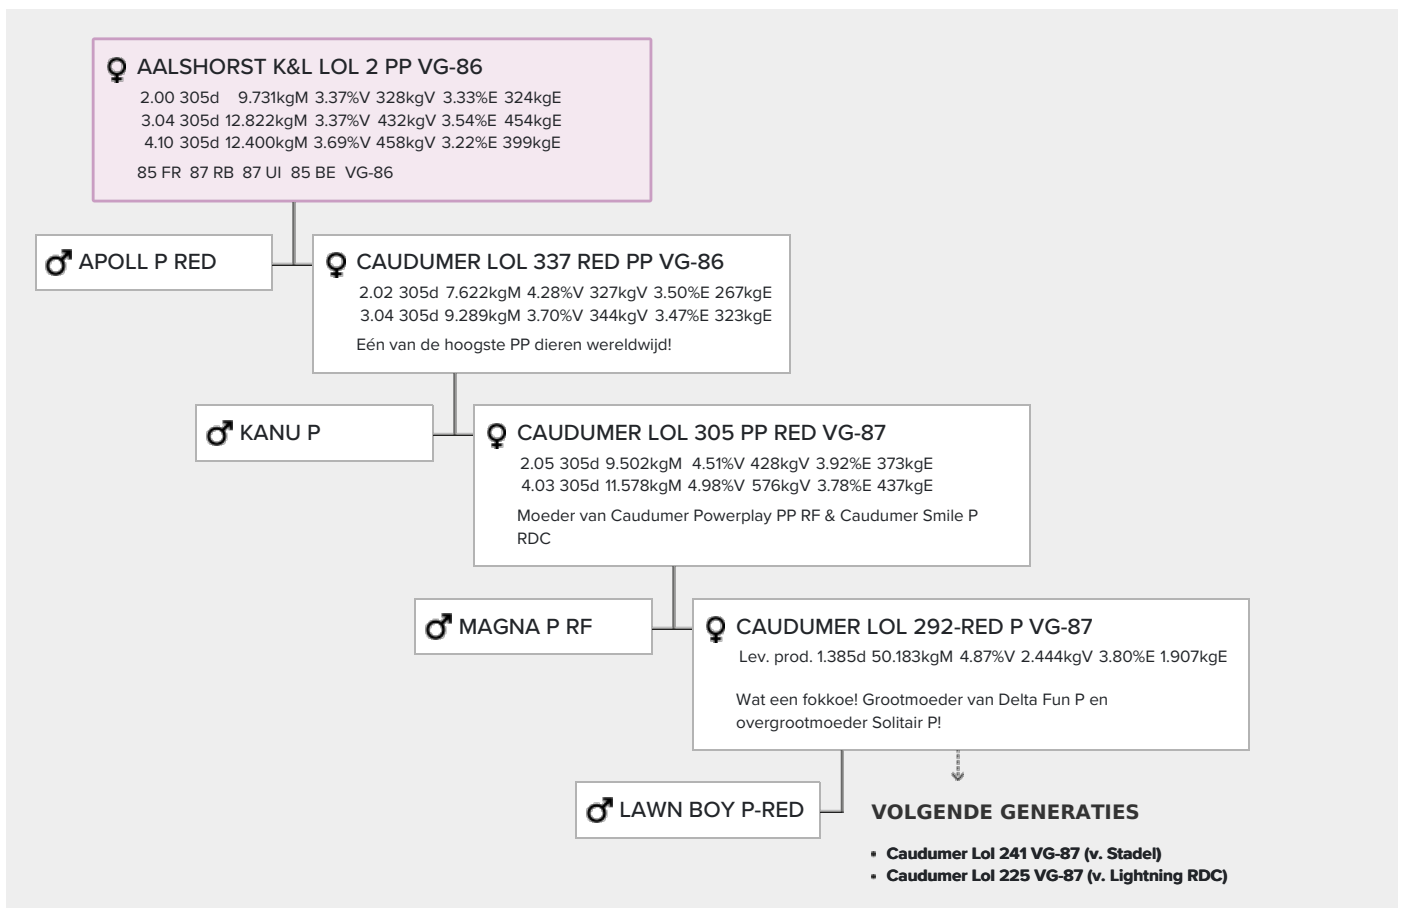 AALSHORST K&L LOL 2 PP VG-86
2.00 305d 9.731kgM 3.37%V 328kgV 3.33%E 324kgE
3.04 305d 12.822kgM 3.37%V 432kgV 3.54%E 454kgE
4.10 305d 12.400kgM 3.69%V 458kgV 3.22%E 399kgE
85 FR 87 RB 87 UI 85 BE VG-86
APOLL P RED
CAUDUMER LOL 337 RED PP VG-86
2.02 305d 7.622kgM 4.28%V 327kgV 3.50%E 267kgE
3.04 305d 9.289kgM 3.70%V 344kgV 3.47%E 323kgE
Eén van de hoogste PP dieren wereldwijd!
KANU P
CAUDUMER LOL 305 PP RED VG-87
2.05 305d 9.502kgM 4.51%V 428kgV 3.92%E 373kgE
4.03 305d 11.578kgM 4.98%V 576kgV 3.78%E 437kgE
Moeder van Caudumer Powerplay PP RF & Caudumer Smile P
RDC
MAGNA P RF
CAUDUMER LOL 292-RED P VG-87
Lev. prod. 1.385d 50.183kgM 4.87%V 2.444kgV 3.80%E 1.907kgE
Wat een fokkoe! Grootmoeder van Delta Fun P en
overgrootmoeder Solitair P!
LAWN BOY P-RED
VOLGENDE GENERATIES
• Caudumer Lol 241 VG-87 (v. Stadel)
• Caudumer Lol 225 VG-87 (v. Lightning RDC)